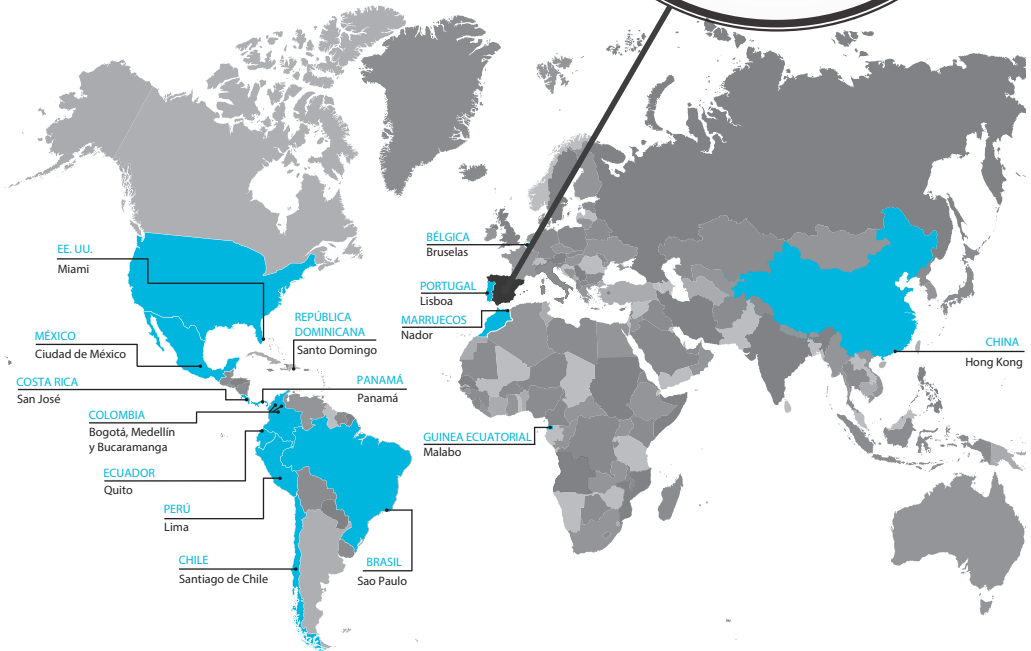 EE. UU.
Miami
MÉXICO
Ciudad de México
COSTA RICA
San José
COLOMBIA
Bogotá, Medellín
y Bucaramanga
ECUADOR
Quito
PERÚ
Lima
CHILE
Santiago de Chile
REPÚBLICA
DOMINICANA
Santo Domingo
PANAMÁ
Panamá
BRASIL
Sao Paulo
BÉLGICA
Bruselas
PORTUGAL
Lisboa
MARRUECOS
Nador
GUINEA ECUATORIAL
Malabo
CHINA
Hong Kong